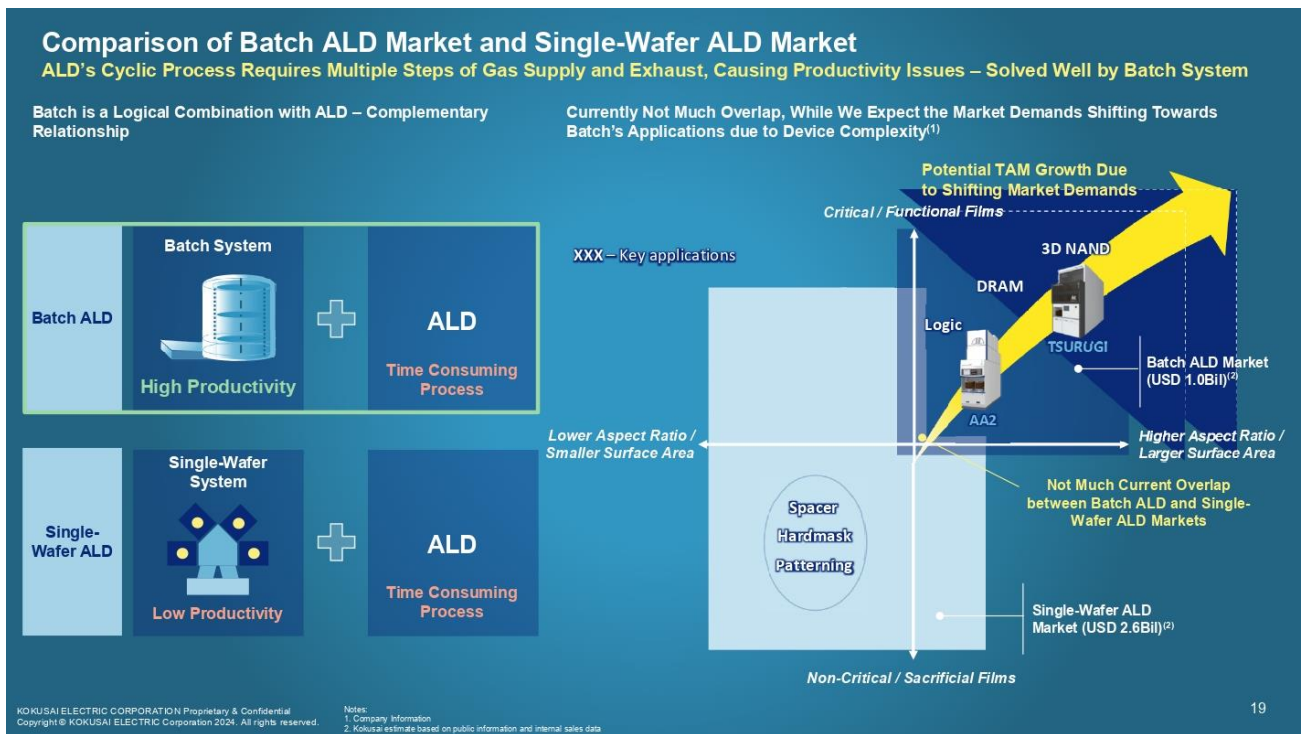 Comparison of Batch ALD Market and Single-Wafer ALD Market
ALD's Cyclic Process Requires Multiple Steps of Gas Supply and Exhaust, Causing Productivity Issues – Solved Well by Batch System
Batch is a Logical Combination with ALD – Complementary
Relationship
Batch ALD
Batch System
High Productivity
ALD
Time Consuming
Process
Single-
Wafer ALD
Single-Wafer
System
Low Productivity
ALD
Time Consuming
Process
Currently Not Much Overlap, While We Expect the Market Demands Shifting Towards
Batch's Applications due to Device Complexity(1)
Potential TAM Growth Due
to Shifting Market Demands
Critical / Functional Films
XXX – Key applications
3D NAND
DRAM
Logic
TSURUGI
AA2
Batch ALD Market
(USD 1.0Bil)(2)
Lower Aspect Ratio /
Smaller Surface Area
Higher Aspect Ratio /
Larger Surface Area
Not Much Current Overlap
between Batch ALD and Single-
Wafer ALD Markets
Spacer
Hardmask
Patterning
Single-Wafer ALD
Market (USD 2.6Bil)(2)
Non-Critical / Sacrificial Films
KOKUSAI ELECTRIC CORPORATION Proprietary & Confidential
Copyright © KOKUSAI ELECTRIC Corporation 2024. All rights reserved.
Notes:
1. Company Information
2. Kokusai estimate based on public information and internal sales data
19